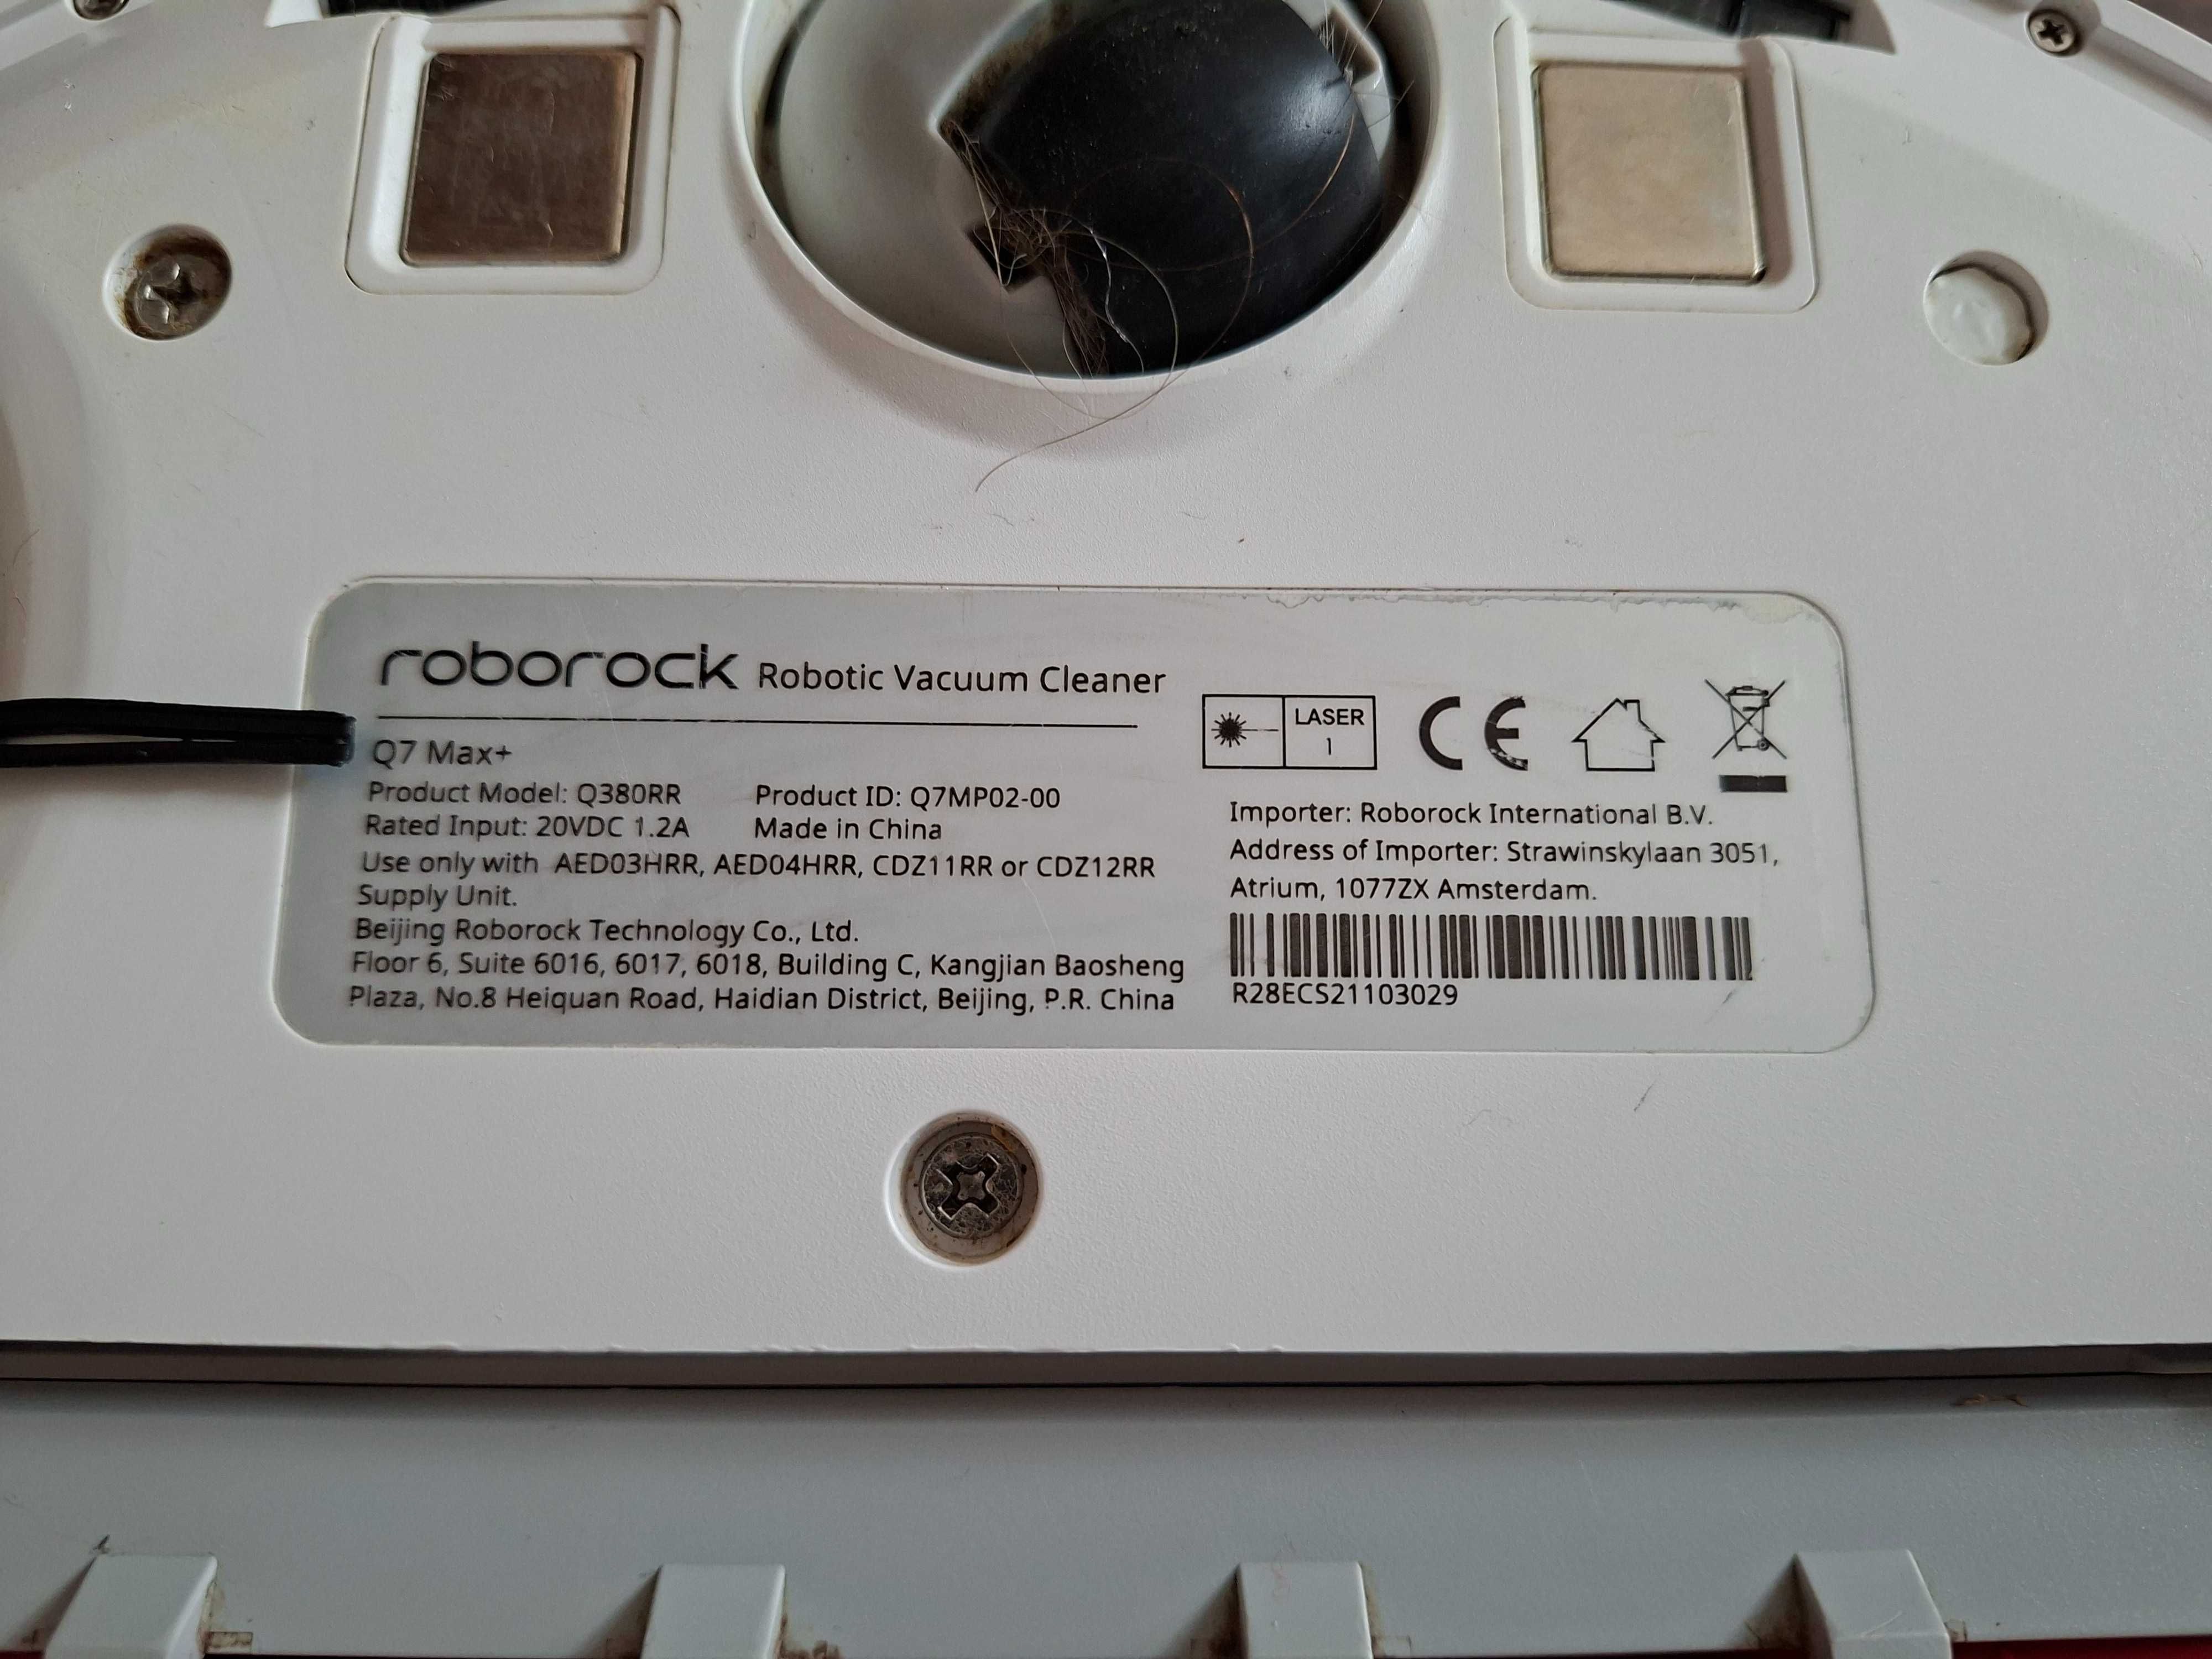 roborock Robotic Vacuum Cleaner
Q7 Max+
Product Model: Q380RR Product ID: Q7MP02-00
Rated Input: 20VDC 1.2A Made in China
Use only with AED03HRR, AED04HRR, CDZ11RR or CDZ12RR
Supply Unit.
Beijing Roborock Technology Co., Ltd.
Floor 6, Suite 6016, 6017, 6018, Building C, Kangjian Baosheng
Plaza, No.8 Heiquan Road, Haidian District, Beijing, P.R. China
LASER
1
CE
Importer: Roborock International B.V.
Address of Importer: Strawinskylaan 3051,
Atrium, 1077ZX Amsterdam.
R28ECS21103029